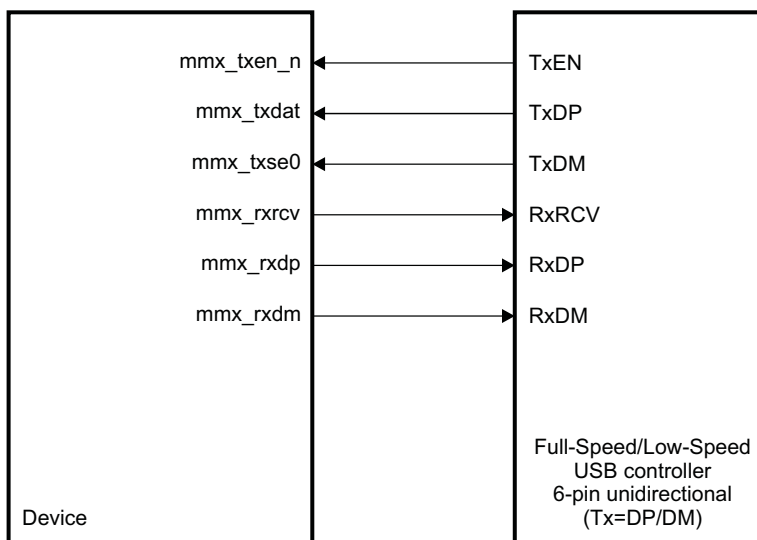 mmx_txen_n
TxEN
mmx_txdat
TxDP
mmx_txse0
TxDM
mmx_rxrcv
RxRCV
mmx_rxdp
RxDP
mmx_rxdm
RxDM
Device
Full-Speed/Low-Speed
USB controller
6-pin unidirectional
(Tx=DP/DM)